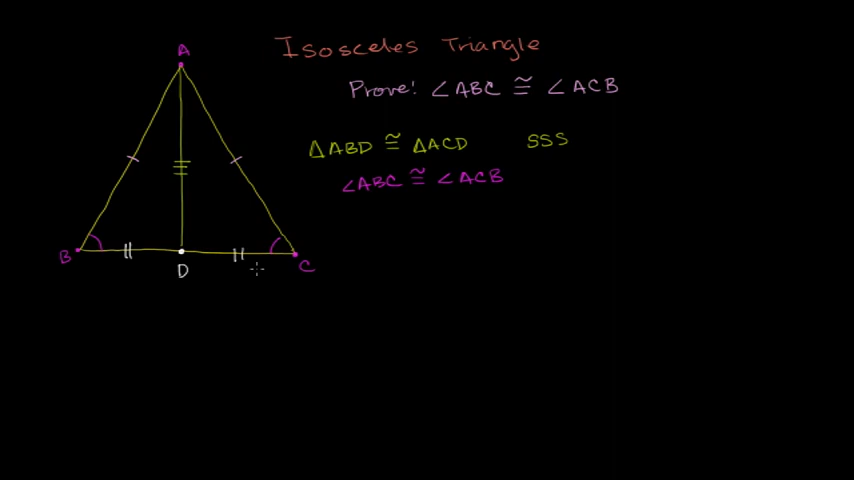 A
Isosceles Triangle
Prove: ∠ABC ≅ ∠ACB
△ABD ≅ △ACD SSS
∠ABC ≅ ∠ACB
B
D
C